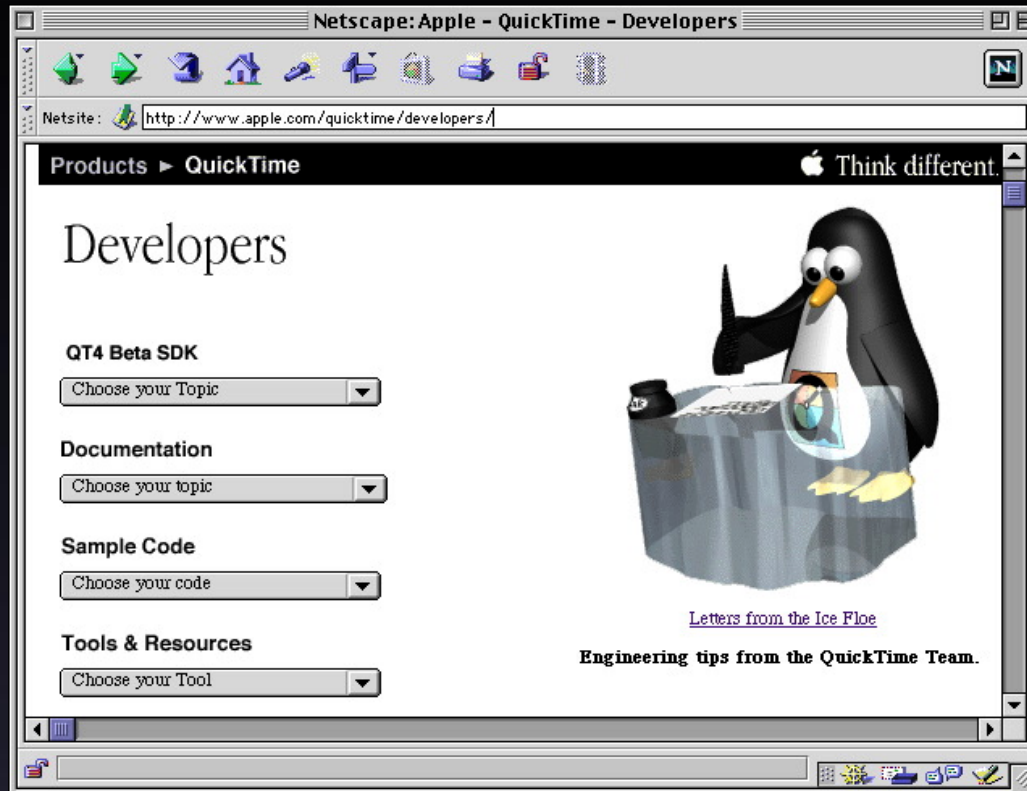 Netscape: Apple - QuickTime - Developers
N
Netsite: http://www.apple.com/quicktime/developers/
Products ► QuickTime
Think different.
Developers
QT4 Beta SDK
Choose your Topic
Documentation
Choose your topic
Sample Code
Choose your code
Tools & Resources
Choose your Tool
Letters from the Ice Floe
Engineering tips from the QuickTime Team.